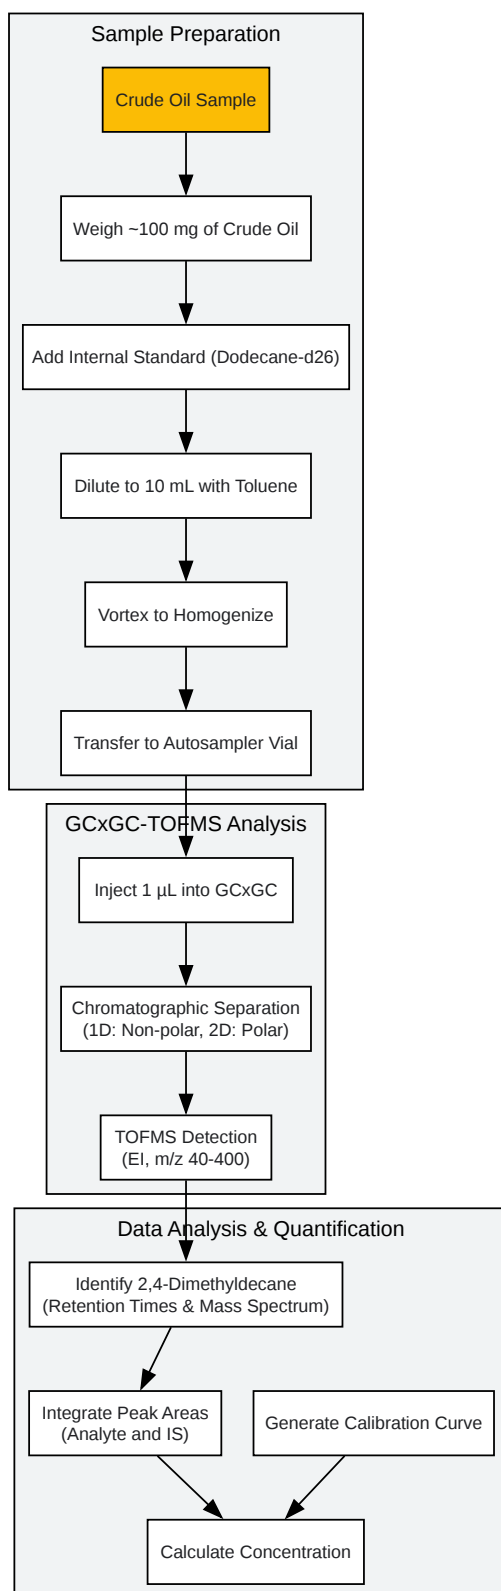 Sample Preparation
Crude Oil Sample
Weigh ~100 mg of Crude Oil
Add Internal Standard (Dodecane-d26)
Dilute to 10 mL with Toluene
Vortex to Homogenize
Transfer to Autosampler Vial
GCxGC-TOFMS Analysis
Inject 1 µL into GCxGC
Chromatographic Separation
(1D: Non-polar, 2D: Polar)
TOFMS Detection
(EI, m/z 40-400)
Data Analysis & Quantification
Identify 2,4-Dimethyldecane
(Retention Times & Mass Spectrum)
Integrate Peak Areas
(Analyte and IS)
Generate Calibration Curve
Calculate Concentration